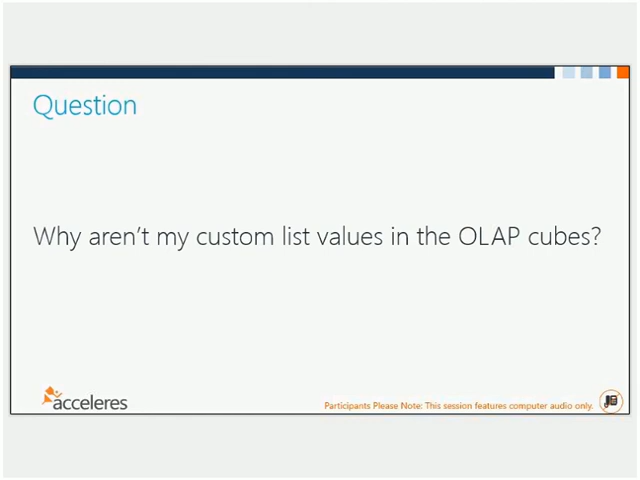 Question
Why aren't my custom list values in the OLAP cubes?
acceleres
Participants Please Note: This session features computer audio only.